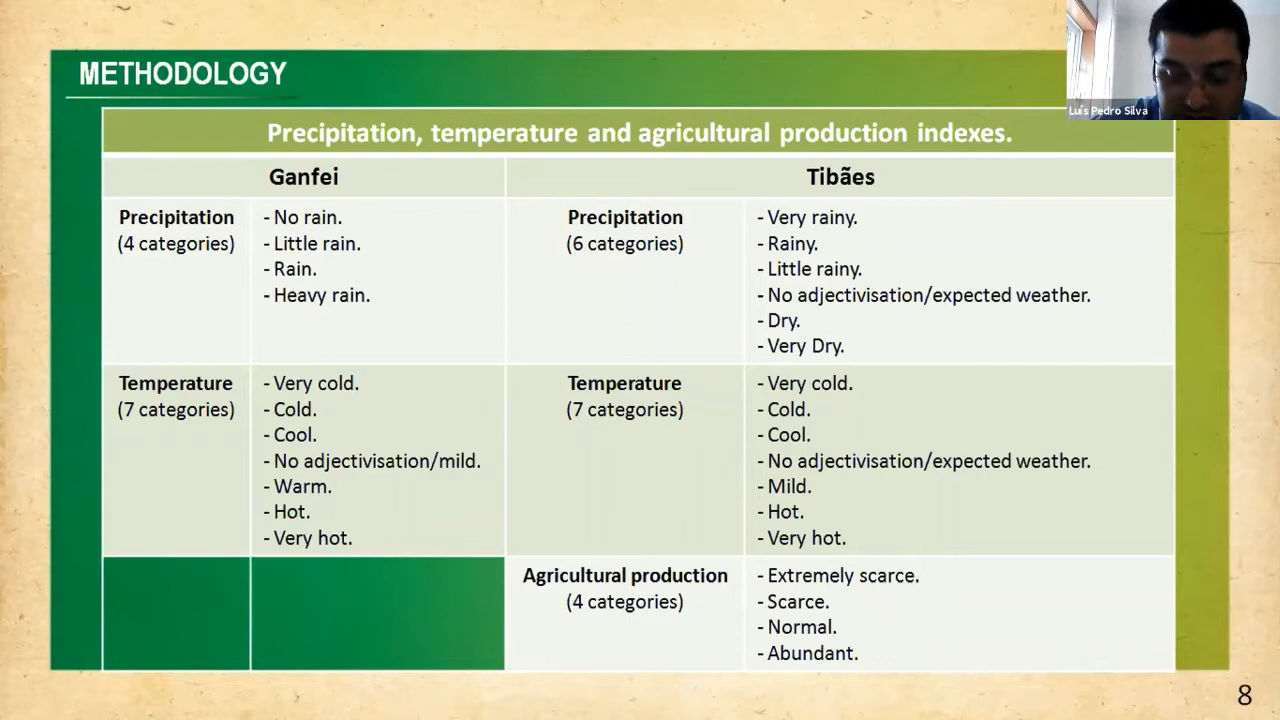 METHODOLOGY
Luís Pedro Silva
Precipitation, temperature and agricultural production indexes.
Ganfei
Tibães
Precipitation
(4 categories)
- No rain.
- Little rain.
- Rain.
- Heavy rain.
Precipitation
(6 categories)
- Very rainy.
- Rainy.
- Little rainy.
- No adjectivisation/expected weather.
- Dry.
- Very Dry.
Temperature
(7 categories)
- Very cold.
- Cold.
- Cool.
- No adjectivisation/mild.
- Warm.
- Hot.
- Very hot.
Temperature
(7 categories)
- Very cold.
- Cold.
- Cool.
- No adjectivisation/expected weather.
- Mild.
- Hot.
- Very hot.
Agricultural production
(4 categories)
- Extremely scarce.
- Scarce.
- Normal.
- Abundant.
8